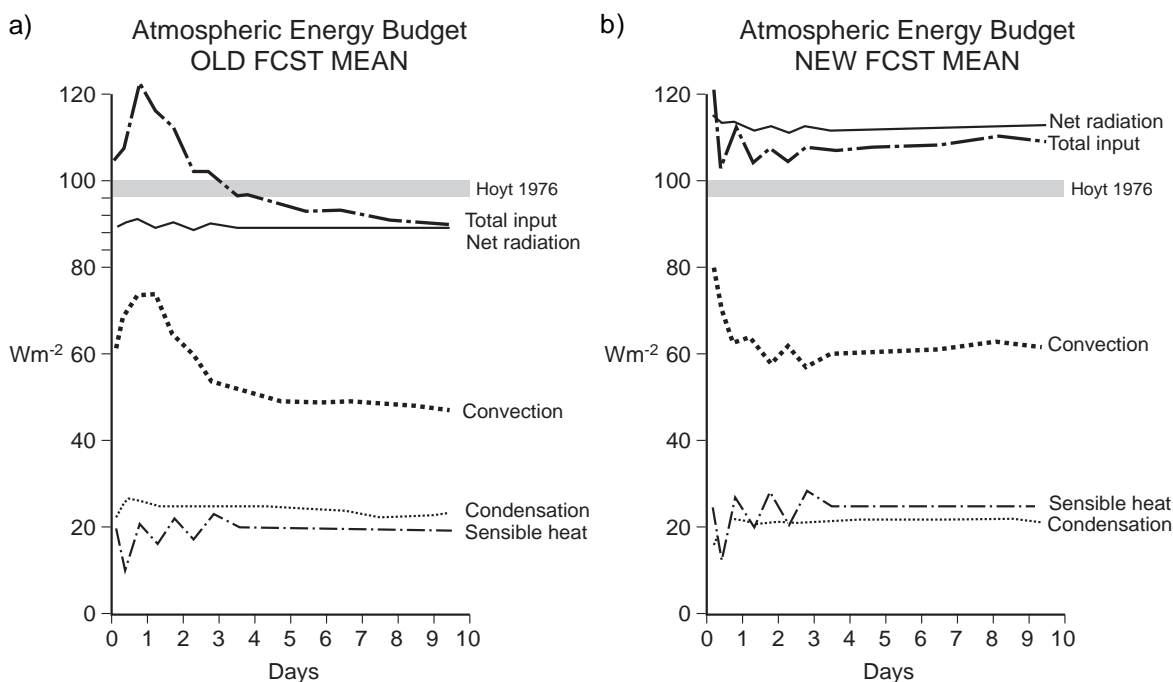 a)
Atmospheric Energy Budget
OLD FCST MEAN
120
100
80
60
40
20
0
Wm-2
Hoyt 1976
Total input
Net radiation
Convection
Condensation
Sensible heat
0 1 2 3 4 5 6 7 8 9 10
Days
b)
Atmospheric Energy Budget
NEW FCST MEAN
120
100
80
60
40
20
0
Wm-2
Net radiation
Total input
Hoyt 1976
Convection
Sensible heat
Condensation
0 1 2 3 4 5 6 7 8 9 10
Days